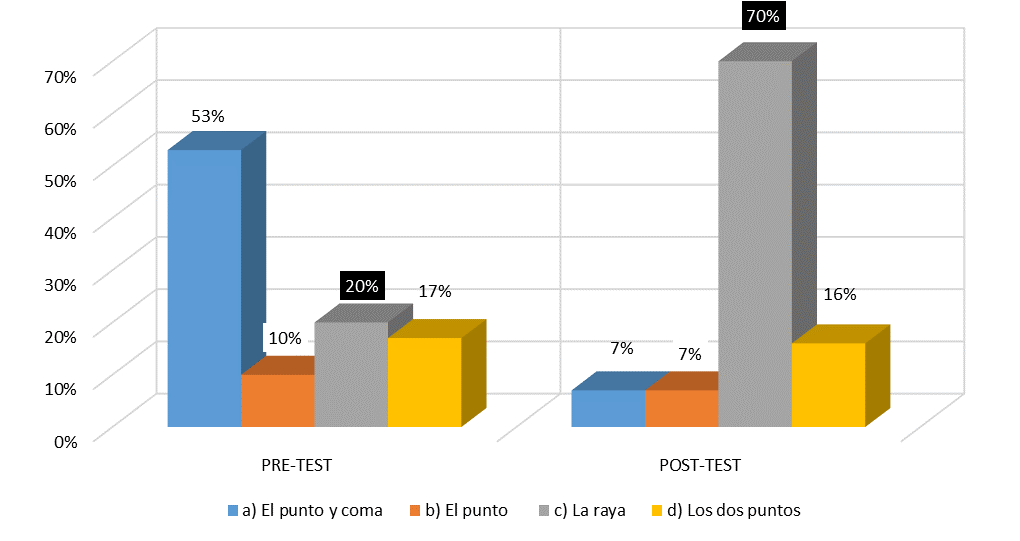 70%
60%
50%
40%
30%
20%
10%
0%
53%
10%
20%
17%
7%
7%
70%
16%
PRE-TEST
POST-TEST
a) El punto y coma
b) El punto
c) La raya
d) Los dos puntos